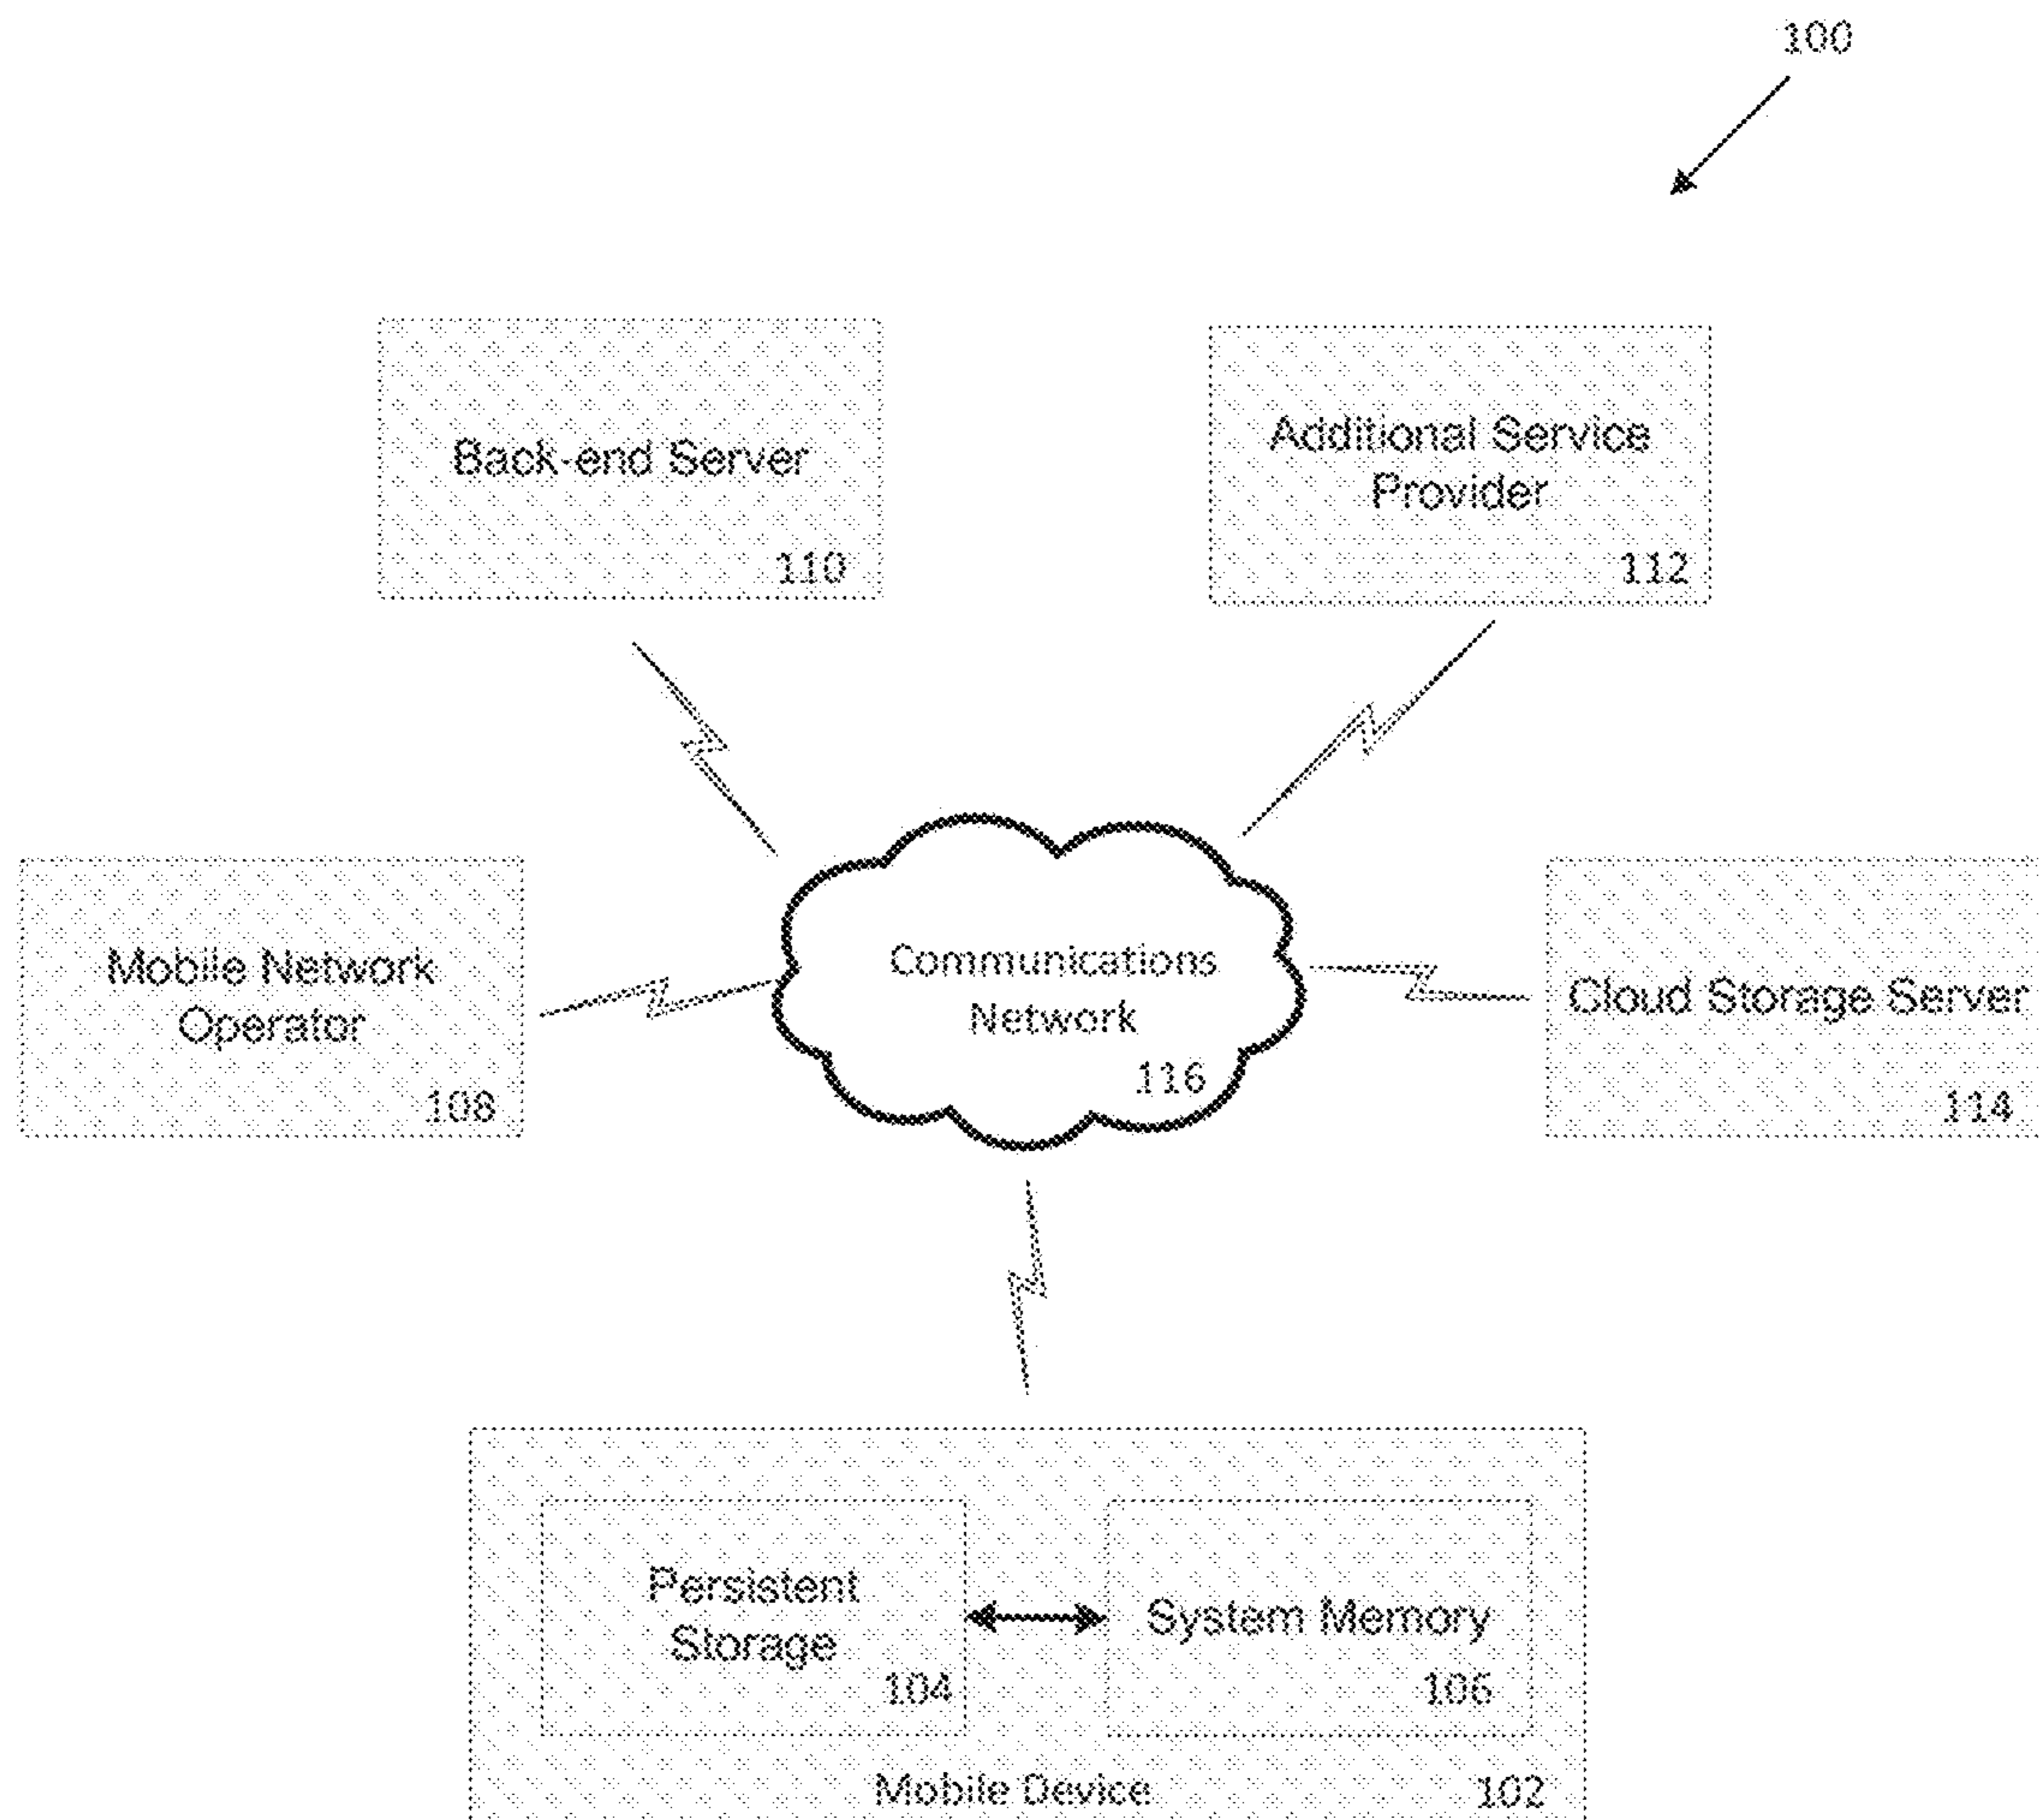 100
Back-end Server
110
Additional Service
Provider
112
Mobile Network
Operator
108
Communications
Network
116
Cloud Storage Server
114
Persistent
Storage
104
System Memory
106
Mobile Device
102